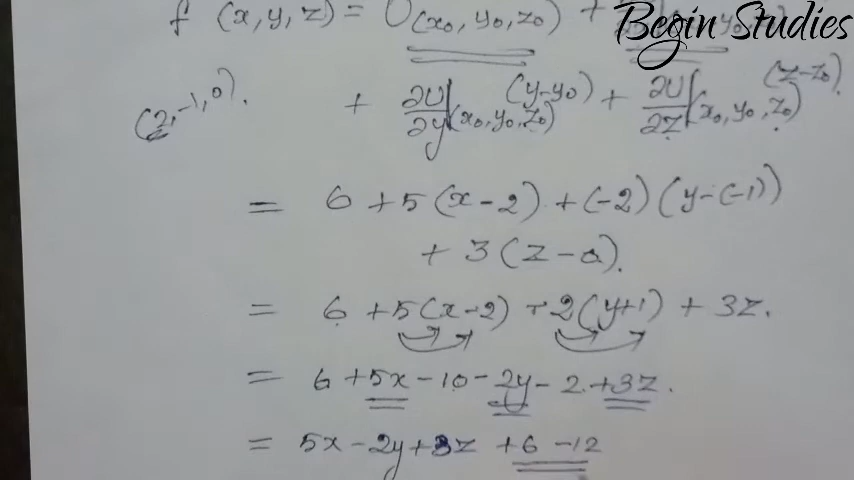 Begin Studies
f (x,y,z) = U(x₀, y₀, z₀) +
(2,-1,0). + ∂U/∂y|(x₀,y₀,z₀) (y-y₀) + ∂U/∂z|(x₀,y₀,z₀) (z-z₀).
= 6 +5(x-2) +(-2)(y-(-1))
+ 3(z-0).
= 6 +5(x-2) -2(y+1) + 3z.
= 6 +5x-10-2y-2+3z.
= 5x-2y+3z +6-12